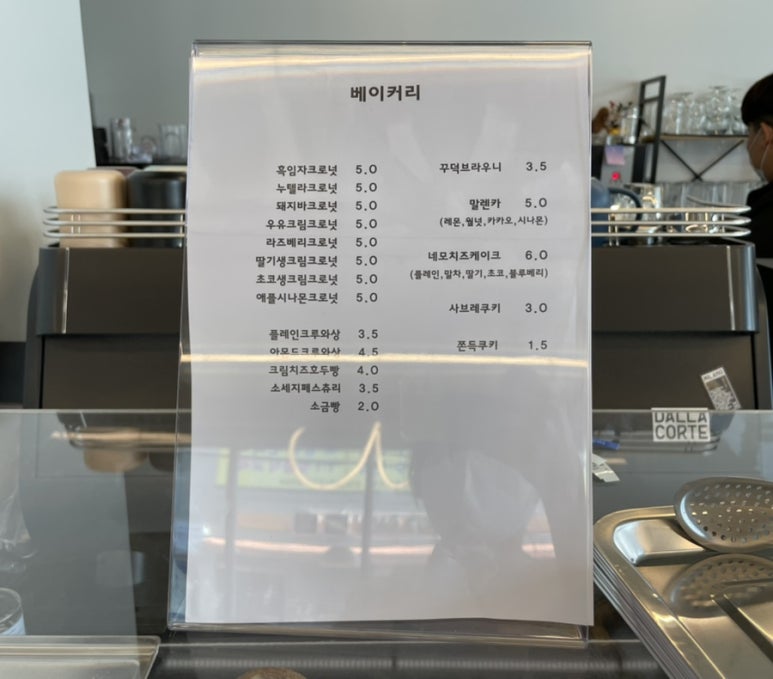 베이커리
흑임자크로넛 5.0
누텔라크로넛 5.0
돼지바크로넛 5.0
우유크림크로넛 5.0
라즈베리크로넛 5.0
딸기생크림크로넛 5.0
초코생크림크로넛 5.0
애플시나몬크로넛 5.0
플레인크루와상 3.5
아몬드크루와상 4.5
크림치즈호두빵 4.0
소세지페스츄리 3.5
소금빵 2.0
꾸덕브라우니 3.5
말렌카 5.0
(레몬,월넛,카카오,시나몬)
네모치즈케이크 6.0
(플레인,말차,딸기,초코,블루베리)
사브레쿠키 3.0
쫀득쿠키 1.5
DALLA
CORTE